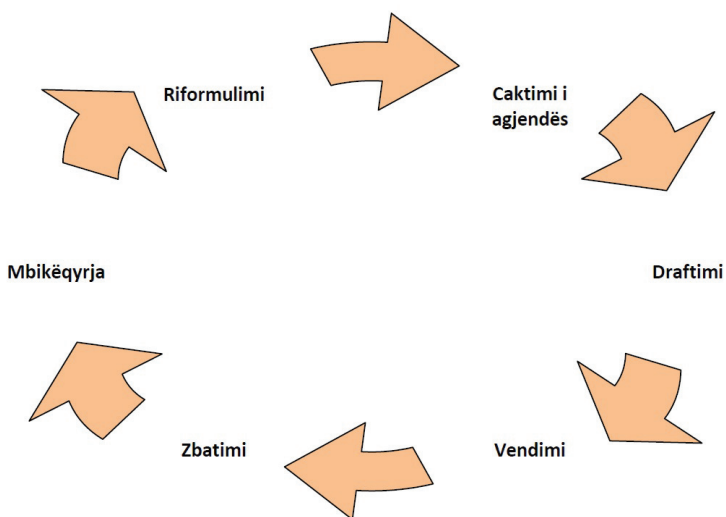 Riformulimi
Caktimi i
agjendës
Draftimi
Vendimi
Zbatimi
Mbikëqyrja